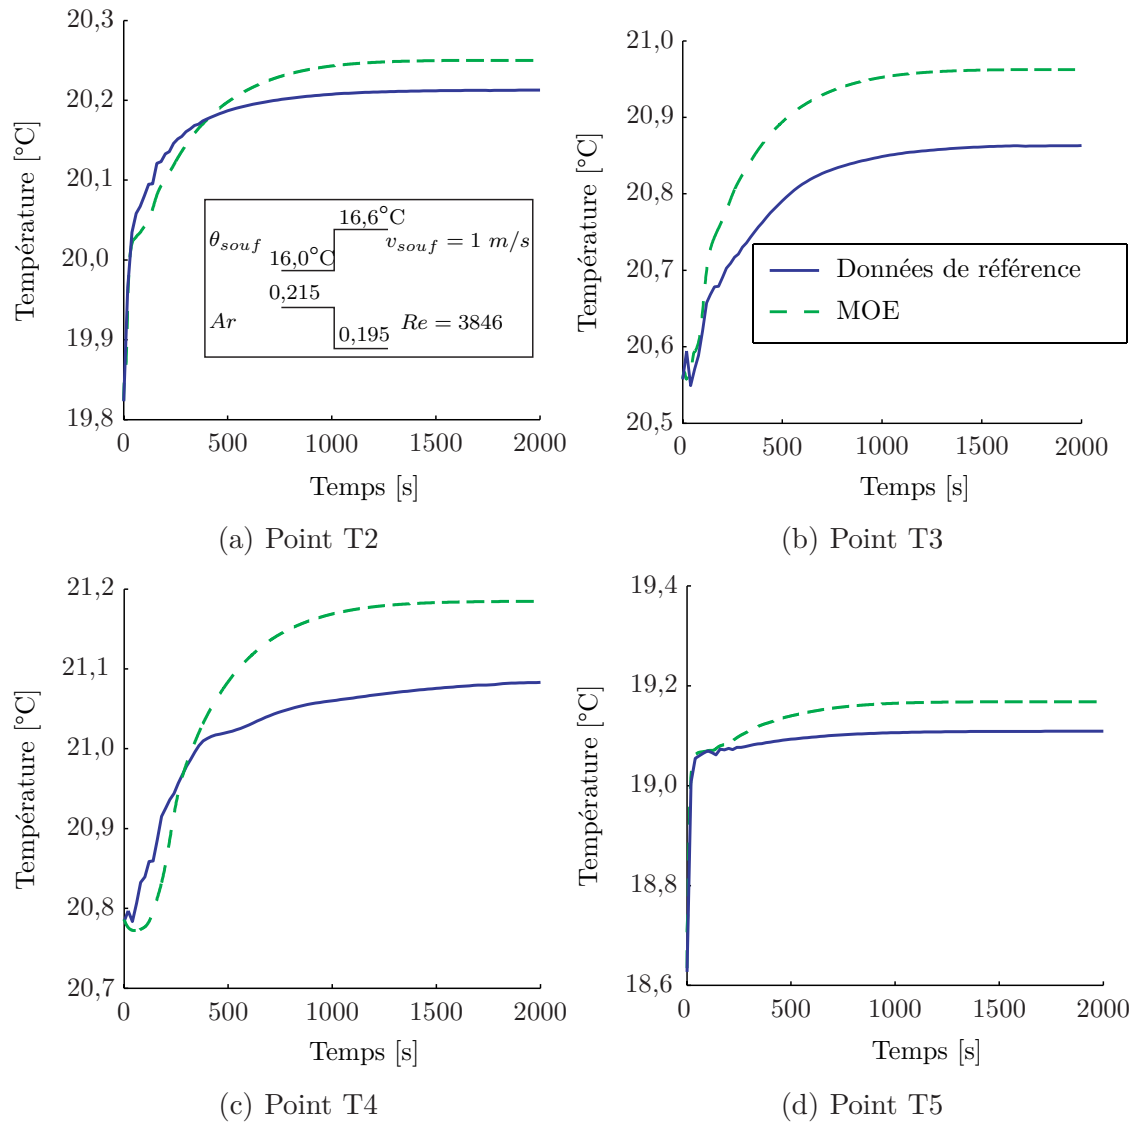 20,3
20,2
20,1
20,0
19,9
19,8
Température [°C]
0 500 1000 1500 2000
Temps [s]
16,6°C
θsouf
vsouf = 1 m/s
16,0°C
0,215
Ar
0,195
Re = 3846
(a) Point T2
21,0
20,9
20,8
20,7
20,6
20,5
Température [°C]
0 500 1000 1500 2000
Temps [s]
Données de référence
MOE
(b) Point T3
21,2
21,1
21,0
20,9
20,8
20,7
Température [°C]
0 500 1000 1500 2000
Temps [s]
(c) Point T4
19,4
19,2
19,0
18,8
18,6
Température [°C]
0 500 1000 1500 2000
Temps [s]
(d) Point T5